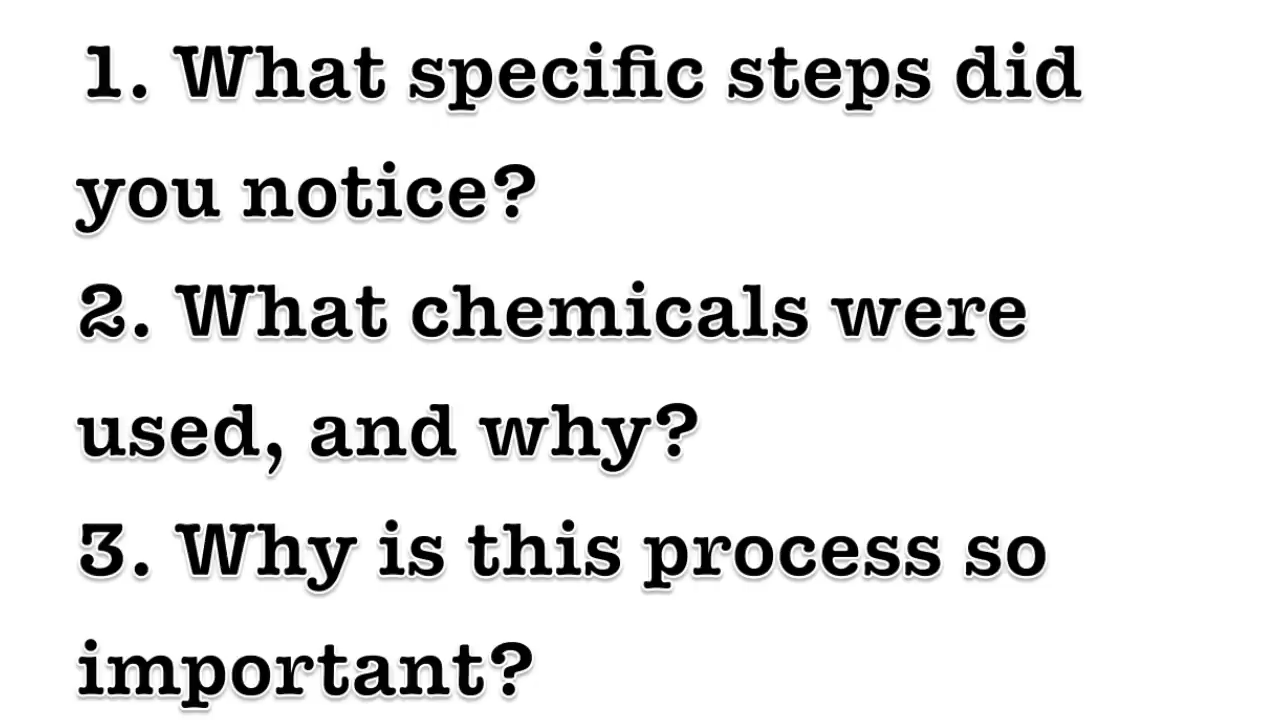 1. What specific steps did
you notice?
2. What chemicals were
used, and why?
3. Why is this process so
important?